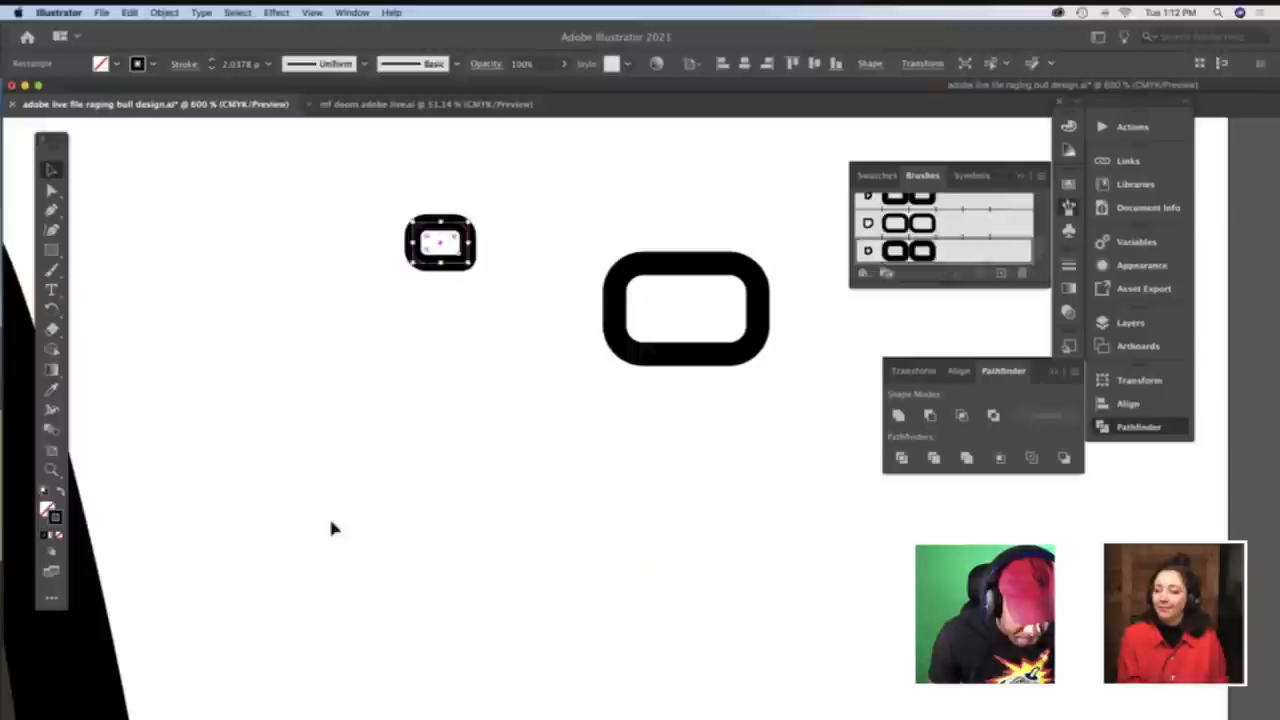 Illustrator File Edit Object Type Select Effect View Window Help
Tue 1:12 PM
Adobe Illustrator 2021
Search Adobe Help
Rectangle
Stroke: 2.0378 p
Uniform
Basic
Opacity: 100%
Style:
Shape
Transform
adobe live file raging bull design.ai* @ 600 % (CMYK/Preview)
adobe live file raging bull design.ai* @ 600 % (CMYK/Preview)
mf doom adobe live.ai @ 51.14 % (CMYK/Preview)
Swatches Brushes Symbols
Actions
Links
Libraries
Document Info
Variables
Appearance
Asset Export
Layers
Artboards
Transform
Align
Pathfinder
Transform Align Pathfinder
Shape Modes:
Pathfinders: